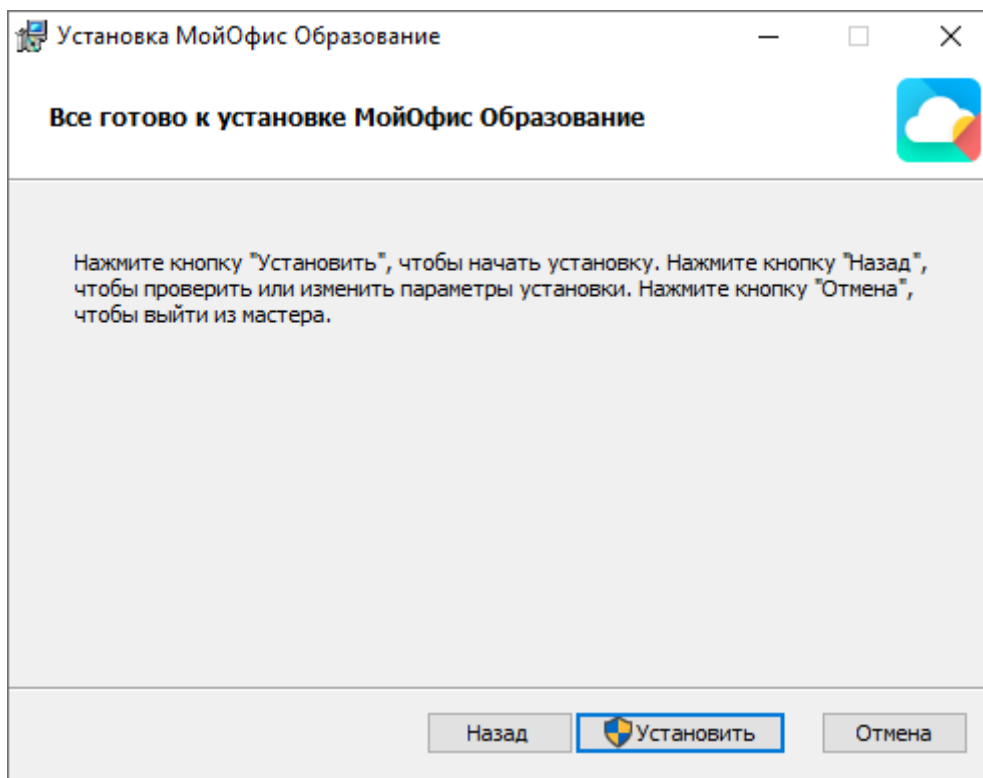 Установка МойОфис Образование
Все готово к установке МойОфис Образование
Нажмите кнопку "Установить", чтобы начать установку. Нажмите кнопку "Назад",
чтобы проверить или изменить параметры установки. Нажмите кнопку "Отмена",
чтобы выйти из мастера.
Назад
Установить
Отмена